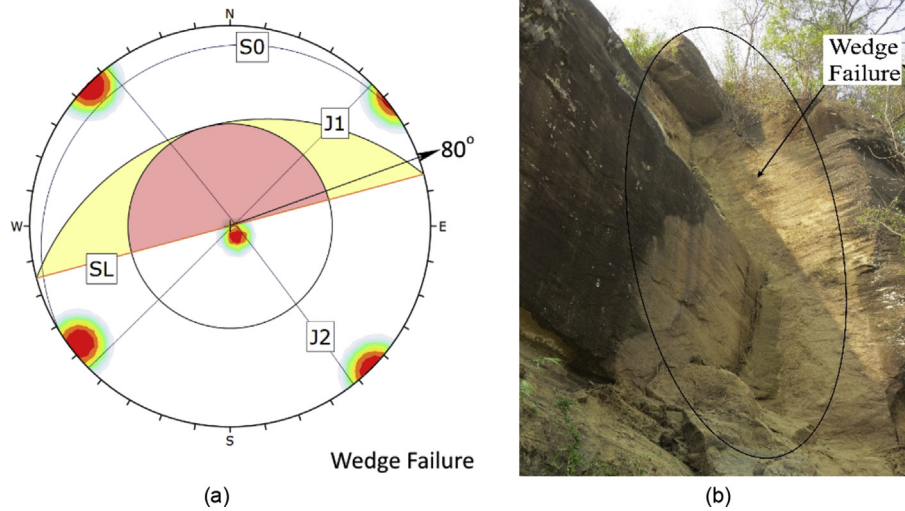 N
S0
J1
80°
W
E
SL
J2
S
Wedge Failure
(a)
Wedge
Failure
(b)